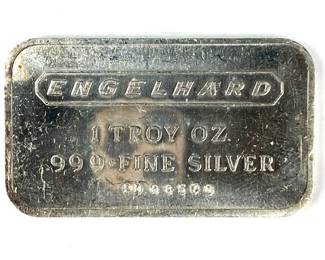 ENGELHARD
1 TROY OZ
.999+ FINE SILVER